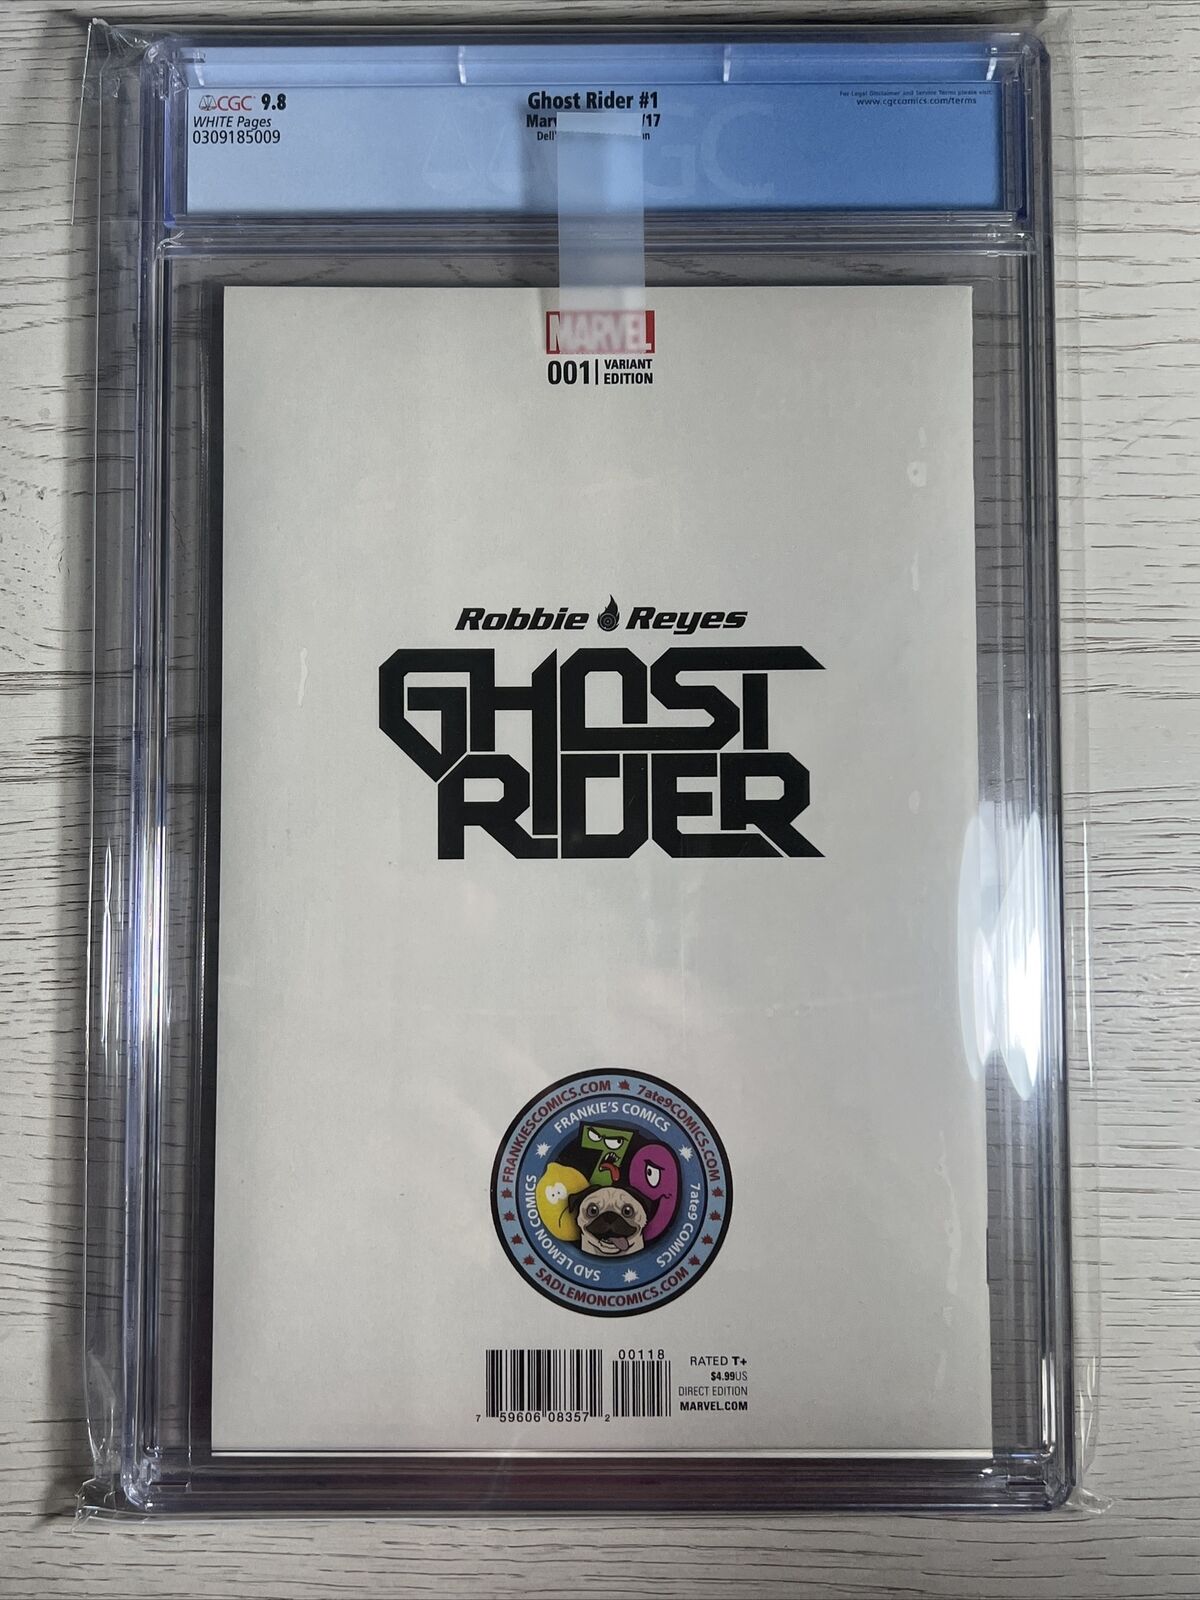 CGC 9.8
WHITE Pages
0309185009
Ghost Rider #1
/17
For Legal Disclaimer and Service Terms please visit
www.cgccomics.com/terms
CGC
MARVEL
001 VARIANT
EDITION
Robbie Reyes
GHOST
RIDER
FRANKIESCOMICS.COM
7ate9COMICS.COM
FRANKIE'S COMICS
7ate9 COMICS
SAD LEMON COMICS
SADLEMONCOMICS.COM
7 59606 08357 2
00118
RATED T+
$4.99US
DIRECT EDITION
MARVEL.COM